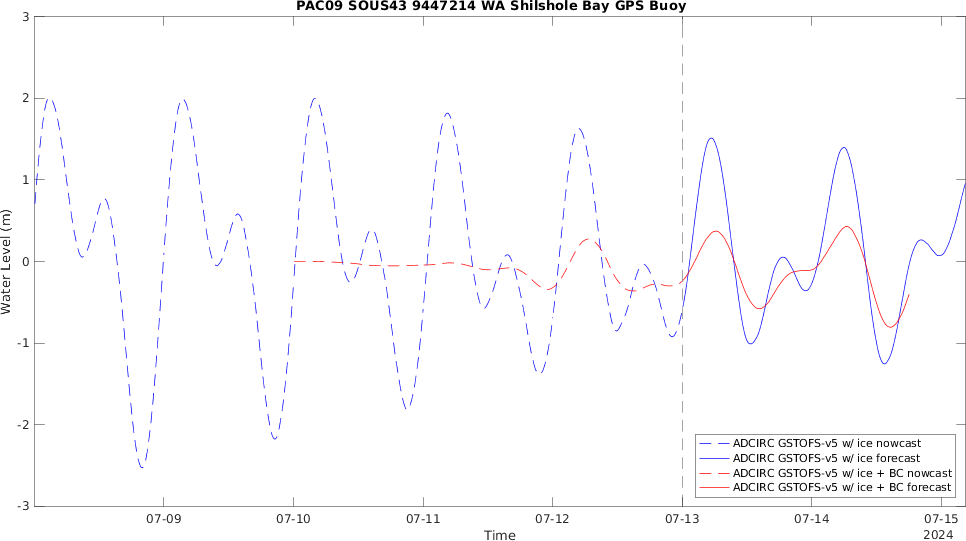 PAC09 SOUS43 9447214 WA Shilshole Bay GPS Buoy
3
2
1
0
-1
-2
-3
Water Level (m)
07-09 07-10 07-11 07-12 07-13 07-14 07-15
2024
Time
ADCIRC GSTOFS-v5 w/ ice nowcast
ADCIRC GSTOFS-v5 w/ ice forecast
ADCIRC GSTOFS-v5 w/ ice + BC nowcast
ADCIRC GSTOFS-v5 w/ ice + BC forecast